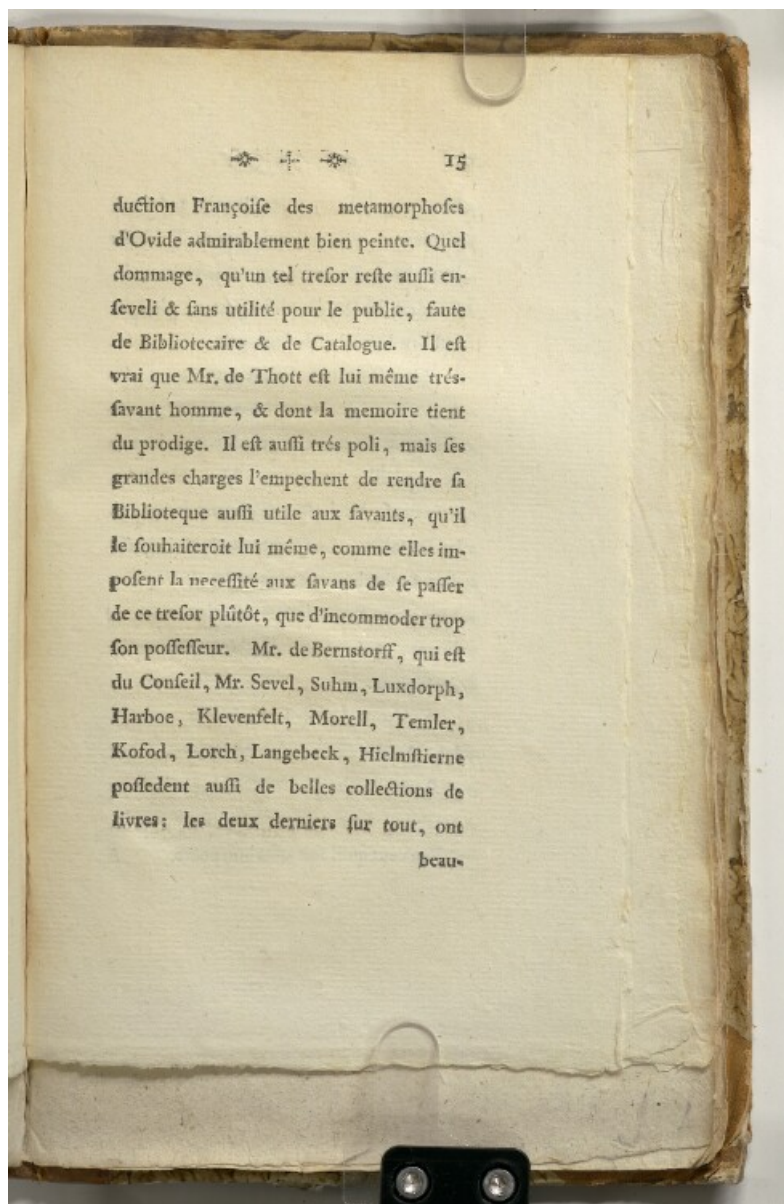 15
duction Françoiſe des metamorphoſes
d'Ovide admirablement bien peinte. Quel
dommage, qu'un tel treſor reſte auſſi en-
ſeveli & ſans utilité pour le public, faute
de Bibliotecaire & de Catalogue. Il eſt
vrai que Mr. de Thott eſt lui même trés-
ſavant homme, & dont la memoire tient
du prodige. Il eſt auſſi trés poli, mais ſes
grandes charges l'empechent de rendre ſa
Biblioteque auſſi utile aux ſavants, qu'il
le ſouhaiteroit lui même, comme elles im-
poſent la neceſſité aux ſavans de ſe paſſer
de ce treſor plûtôt, que d'incommoder trop
ſon poſſeſſeur. Mr. de Bernstorff, qui eſt
du Conſeil, Mr. Sevel, Suhm, Luxdorph,
Harboe, Klevenfelt, Morell, Temler,
Kofod, Lorch, Langebeck, Hielmſtierne
poſſedent auſſi de belles collections de
livres: les deux derniers ſur tout, ont
beau-